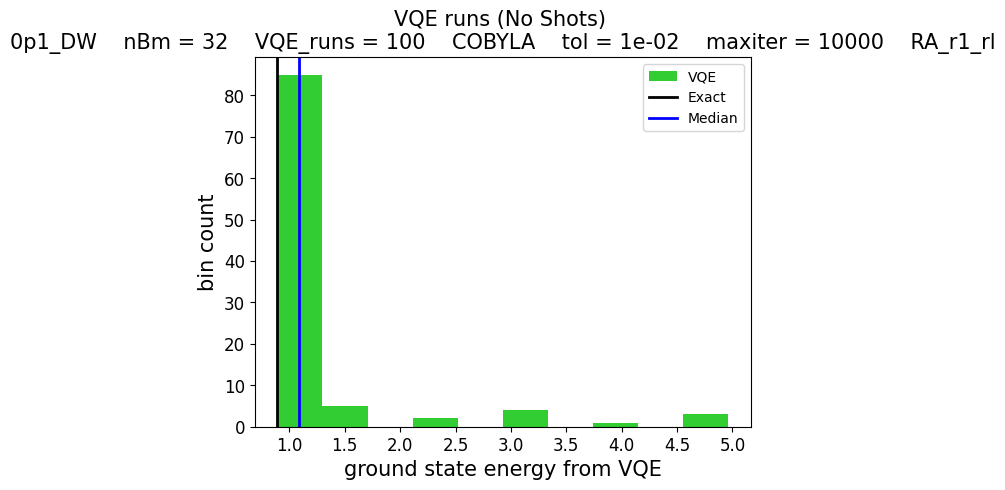 VQE runs (No Shots)
0p1_DW nBm = 32 VQE_runs = 100 COBYLA tol = 1e-02 maxiter = 10000 RA_r1_rl
VQE
Exact
Median
bin count
80
70
60
50
40
30
20
10
0
1.0 1.5 2.0 2.5 3.0 3.5 4.0 4.5 5.0
ground state energy from VQE